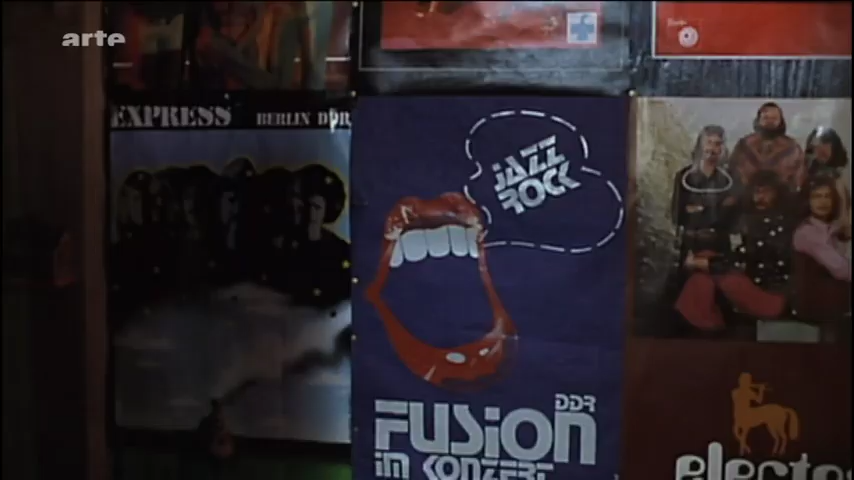 arte
EXPRESS BERLIN DDR
JAZZ
ROCK
DDR
FUSiON
iM KONZERT
electra